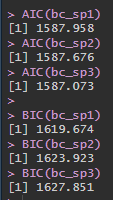 > AIC(bc_sp1)
[1] 1587.958
> AIC(bc_sp2)
[1] 1587.676
> AIC(bc_sp3)
[1] 1587.073
>
> BIC(bc_sp1)
[1] 1619.674
> BIC(bc_sp2)
[1] 1623.923
> BIC(bc_sp3)
[1] 1627.851